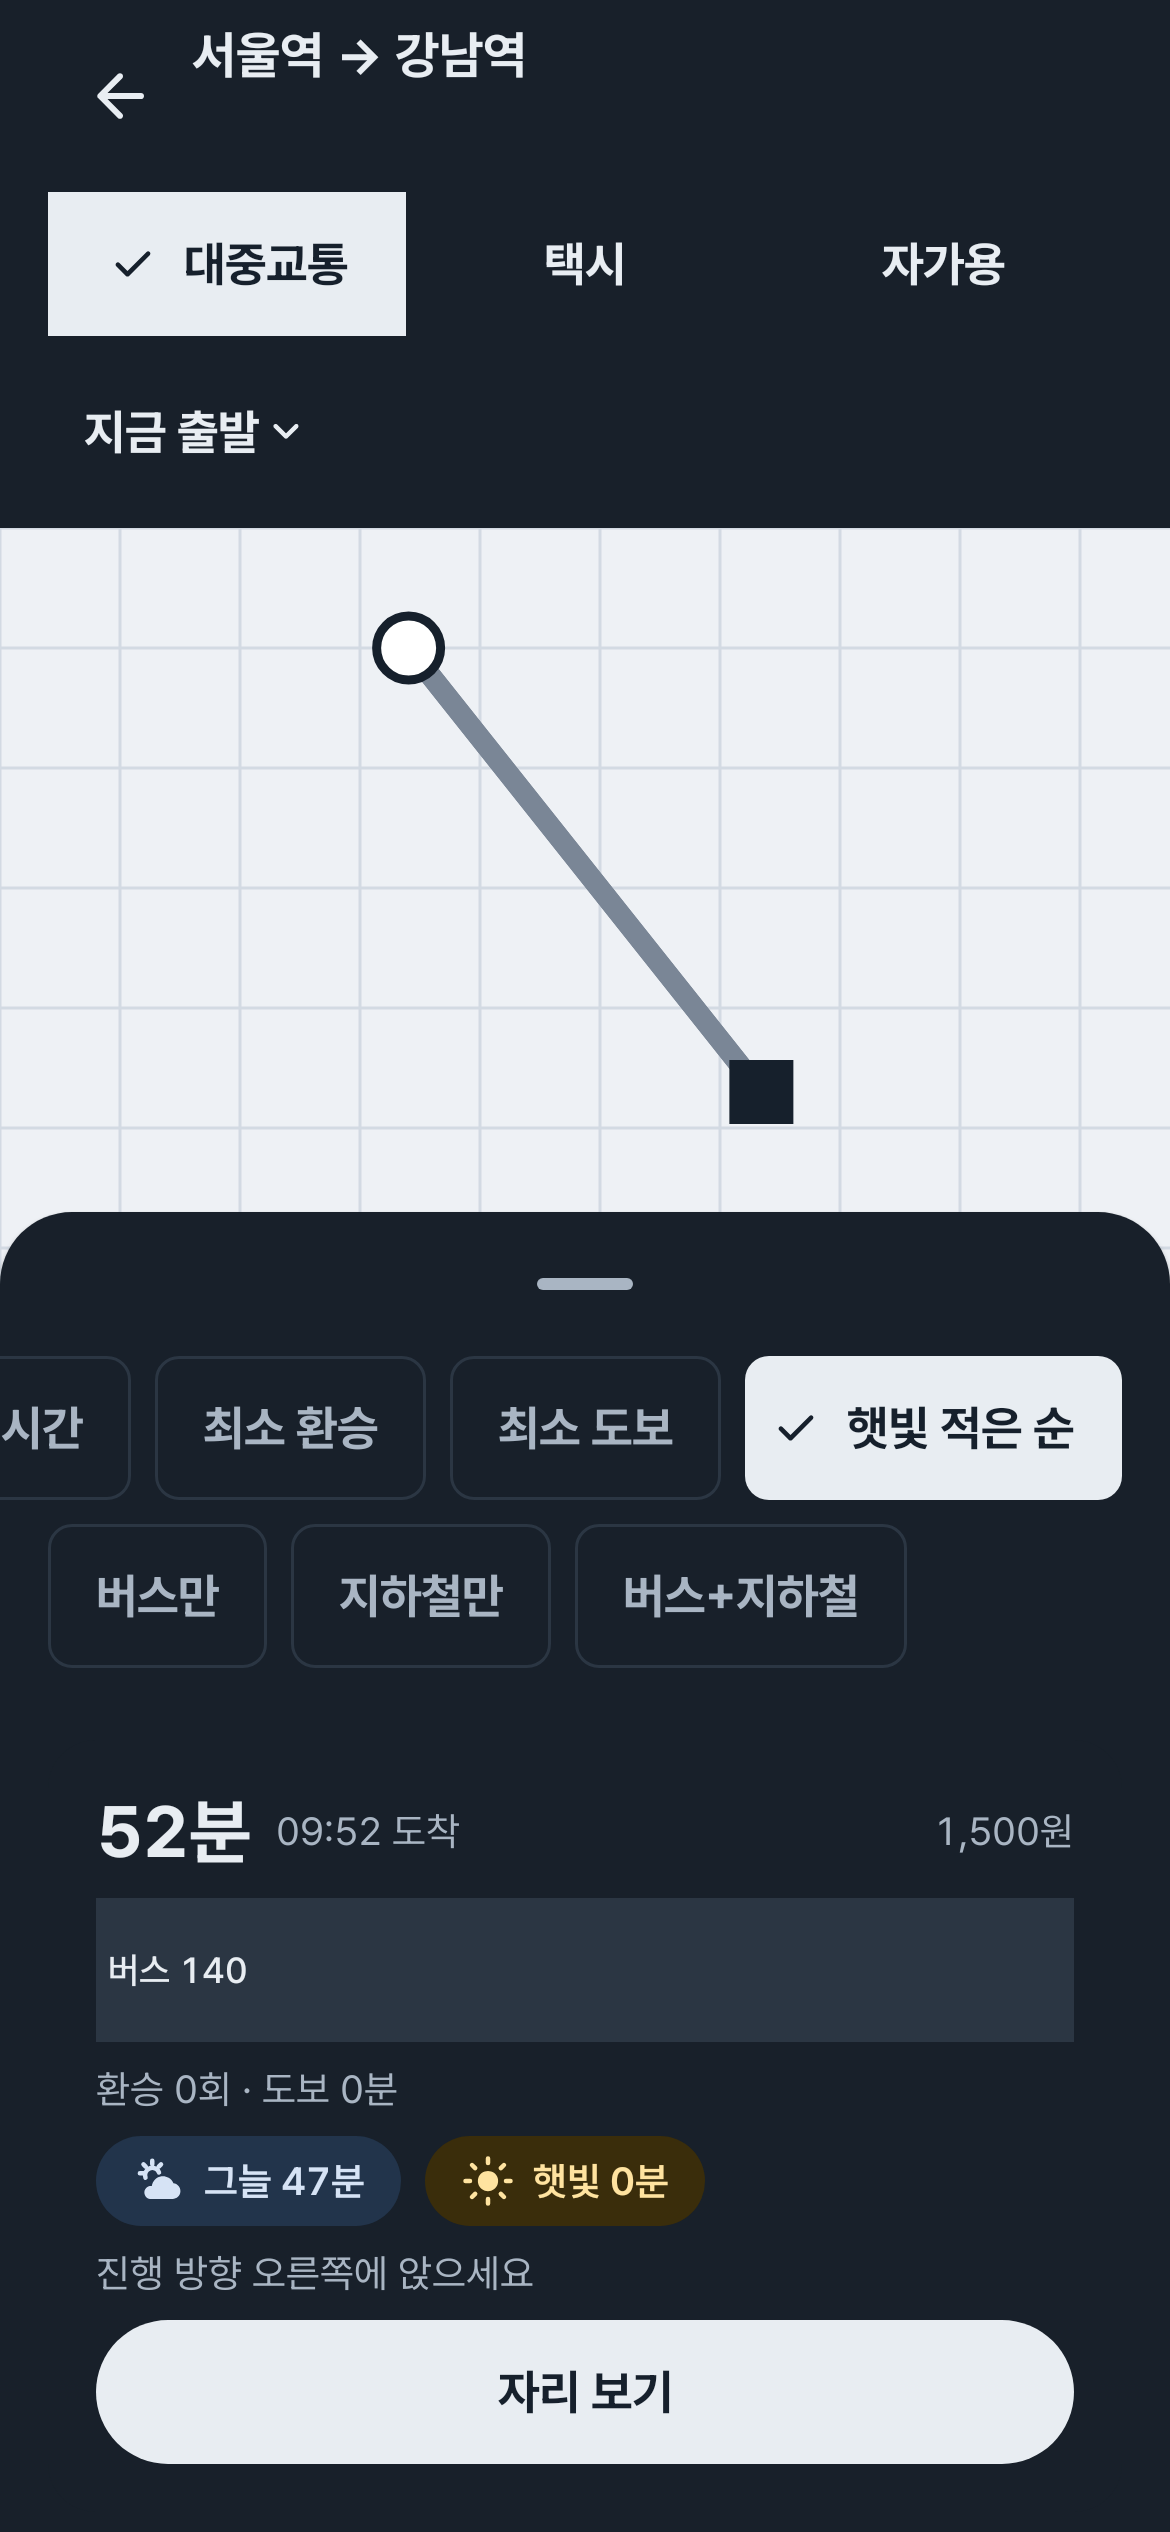 서울역 → 강남역
대중교통 택시 자가용
지금 출발
시간 최소 환승 최소 도보 햇빛 적은 순
버스만 지하철만 버스+지하철
52분 09:52 도착 1,500원
버스 140
환승 0회 · 도보 0분
그늘 47분 햇빛 0분
진행 방향 오른쪽에 앉으세요
자리 보기